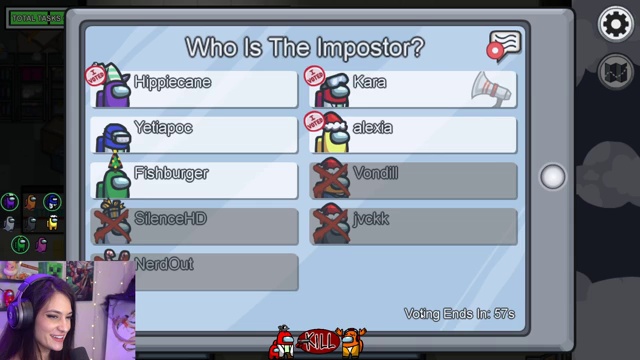 TOTAL TASKS
Who Is The Impostor?
I VOTED
Hippiecane
I VOTED
Kara
Yetiapoc
I VOTED
alexia
Fishburger
Vondill
SilenceHD
jvckk
NerdOut
Voting Ends In: 57s
KILL